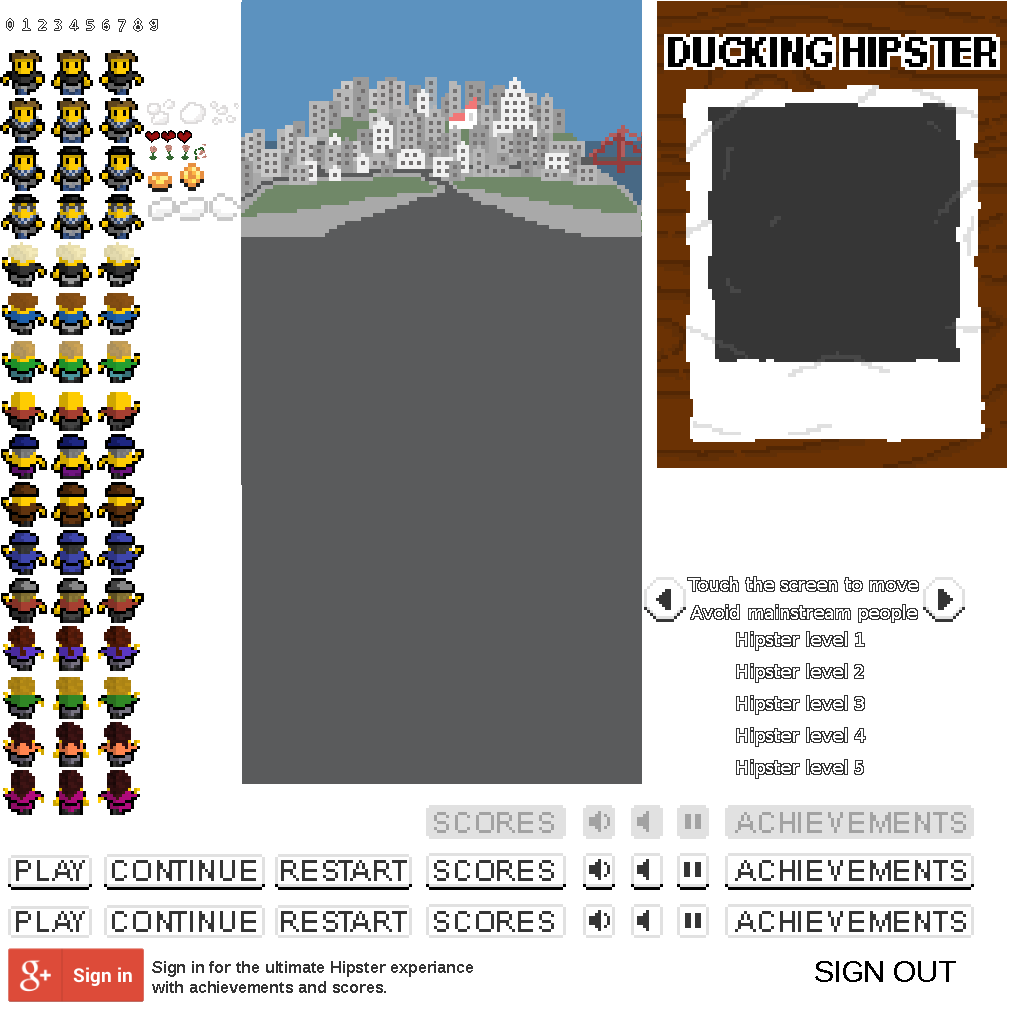 0 1 2 3 4 5 6 7 8 9
DUCKING HIPSTER
Touch the screen to move
Avoid mainstream people
Hipster level 1
Hipster level 2
Hipster level 3
Hipster level 4
Hipster level 5
SCORES ACHIEVEMENTS
PLAY CONTINUE RESTART SCORES ACHIEVEMENTS
PLAY CONTINUE RESTART SCORES ACHIEVEMENTS
g+ Sign in
Sign in for the ultimate Hipster experiance
with achievements and scores.
SIGN OUT